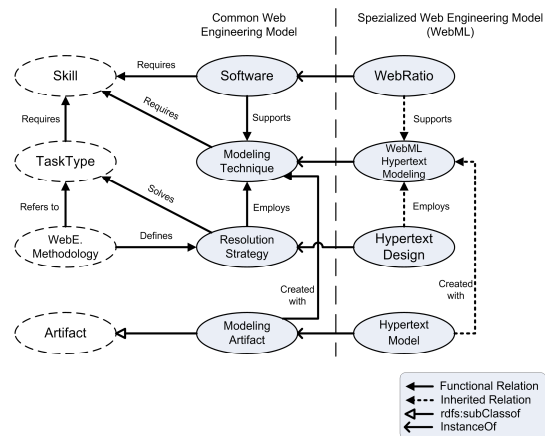 Common Web
Engineering Model
Spezialized Web Engineering Model
(WebML)
Skill
Requires
Software
WebRatio
Requires
Requires
Supports
Supports
TaskType
Modeling
Technique
WebML
Hypertext
Modeling
Refers to
Solves
Employs
Employs
WebE.
Methodology
Defines
Resolution
Strategy
Hypertext
Design
Created
with
Created
with
Artifact
Modeling
Artifact
Hypertext
Model
Functional Relation
Inherited Relation
rdfs:subClassof
InstanceOf